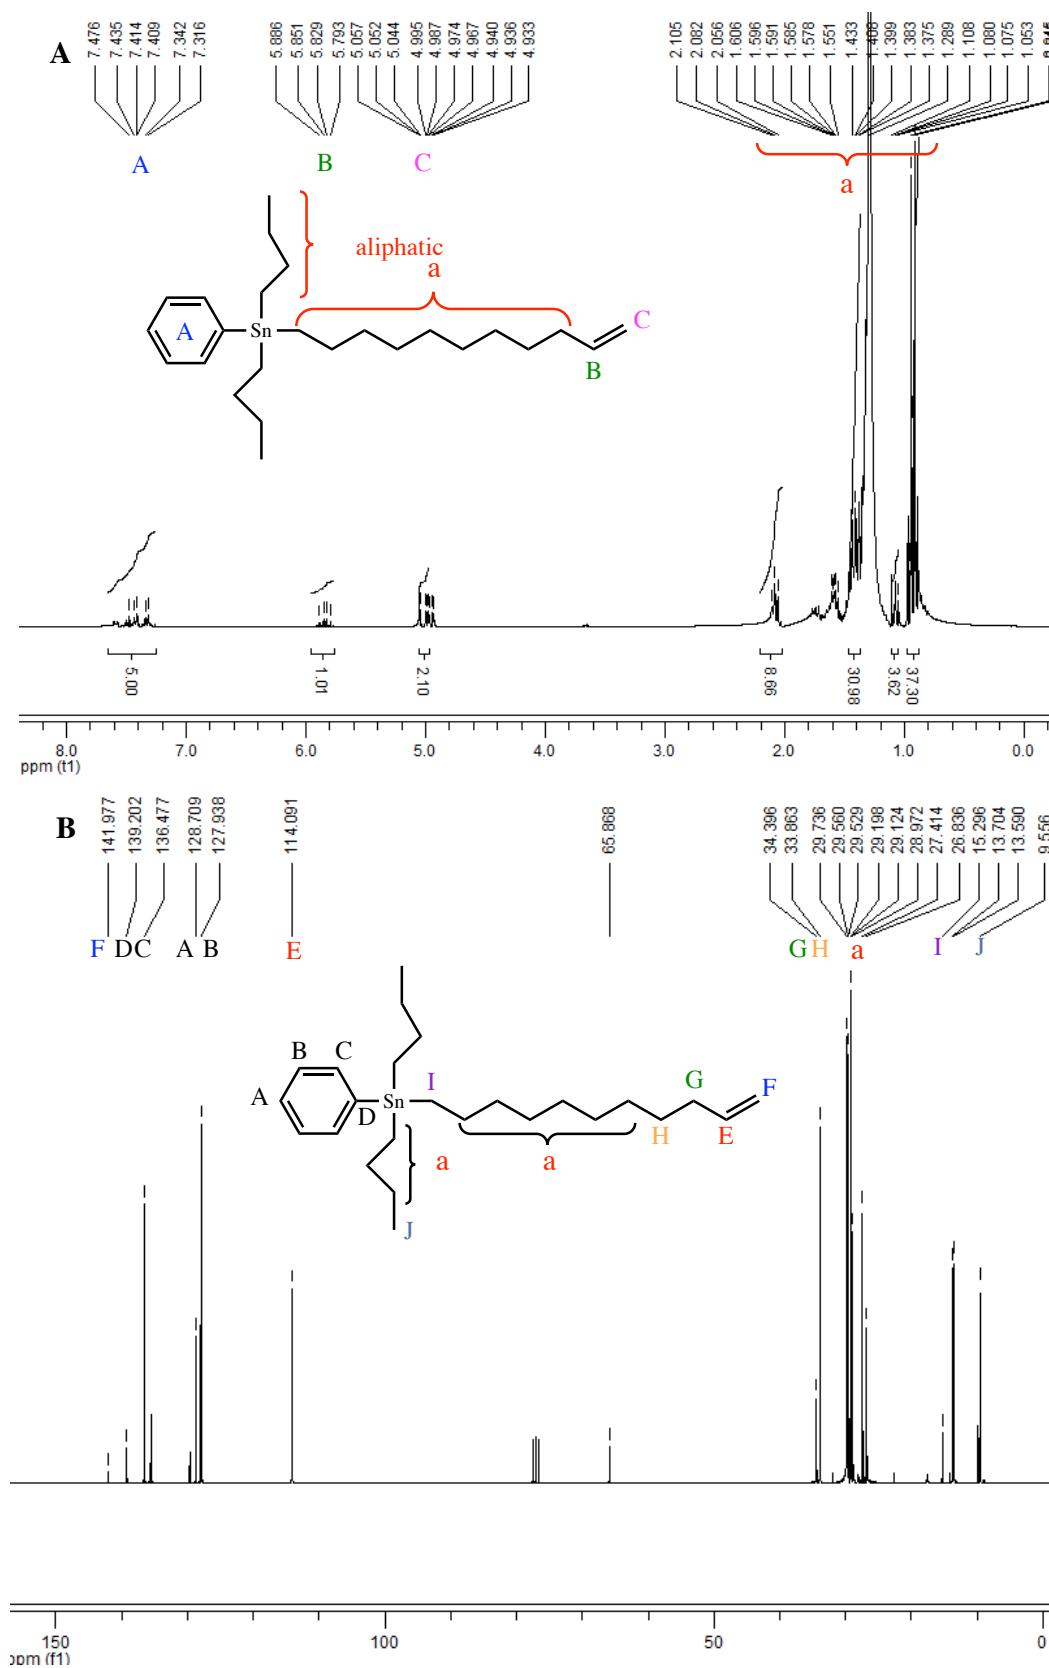 A
7.476 7.435 7.414 7.409 7.342 7.316 5.886 5.851 5.829 5.793 5.057 5.052 5.044 4.995 4.987 4.974 4.967 4.940 4.936 4.933 2.105 2.082 2.056 1.606 1.596 1.591 1.585 1.578 1.551 1.433 1.408 1.399 1.383 1.375 1.289 1.108 1.080 1.075 1.053
A B C
a
aliphatic
a
A Sn C
B
5.00 1.01 2.10 8.66 30.98 3.62 37.30
8.0 7.0 6.0 5.0 4.0 3.0 2.0 1.0 0.0
ppm (t1)
B
141.977 139.202 136.477 128.709 127.938 114.091 65.868 34.396 33.863 29.736 29.560 29.529 29.198 29.124 28.972 27.414 26.836 15.296 13.704 13.590 9.556
F D C A B E G H a I J
B C I G F
A D Sn
H E
a a
J
150 100 50 0
ppm (f1)